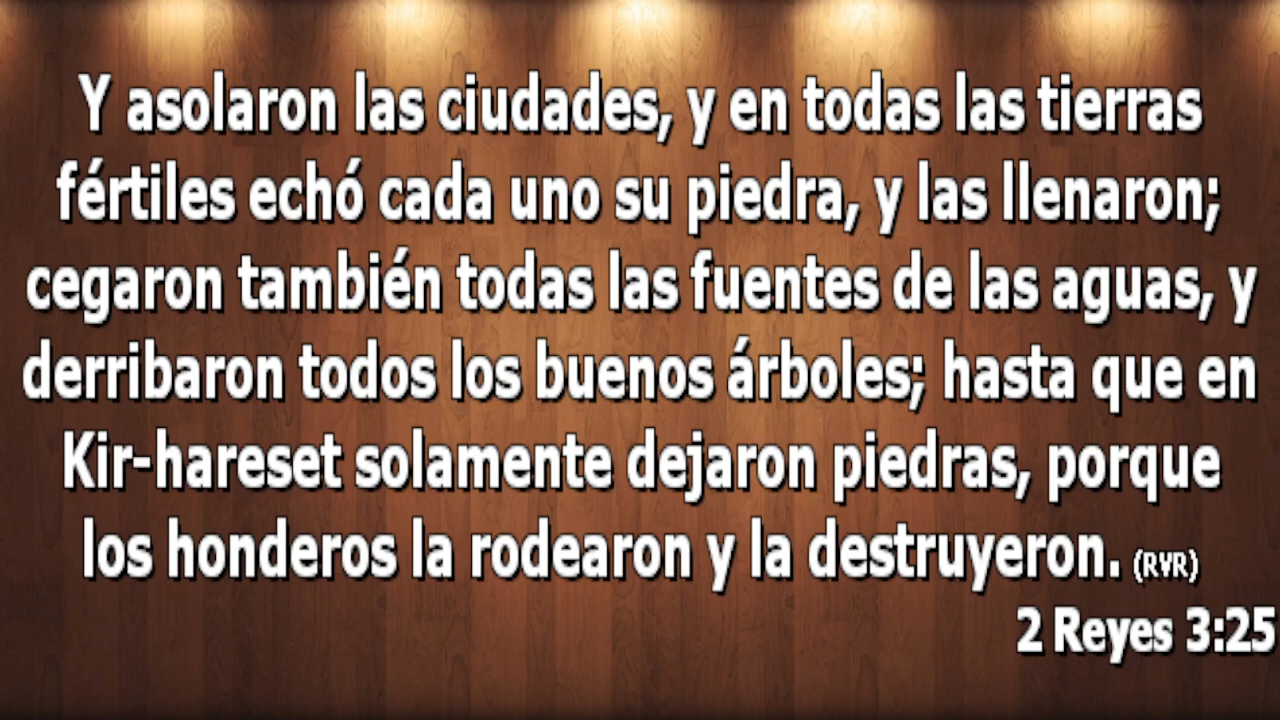 Y asolaron las ciudades, y en todas las tierras
fértiles echó cada uno su piedra, y las llenaron;
cegaron también todas las fuentes de las aguas, y
derribaron todos los buenos árboles; hasta que en
Kir-hareset solamente dejaron piedras, porque
los honderos la rodearon y la destruyeron. (RVR)
2 Reyes 3:25